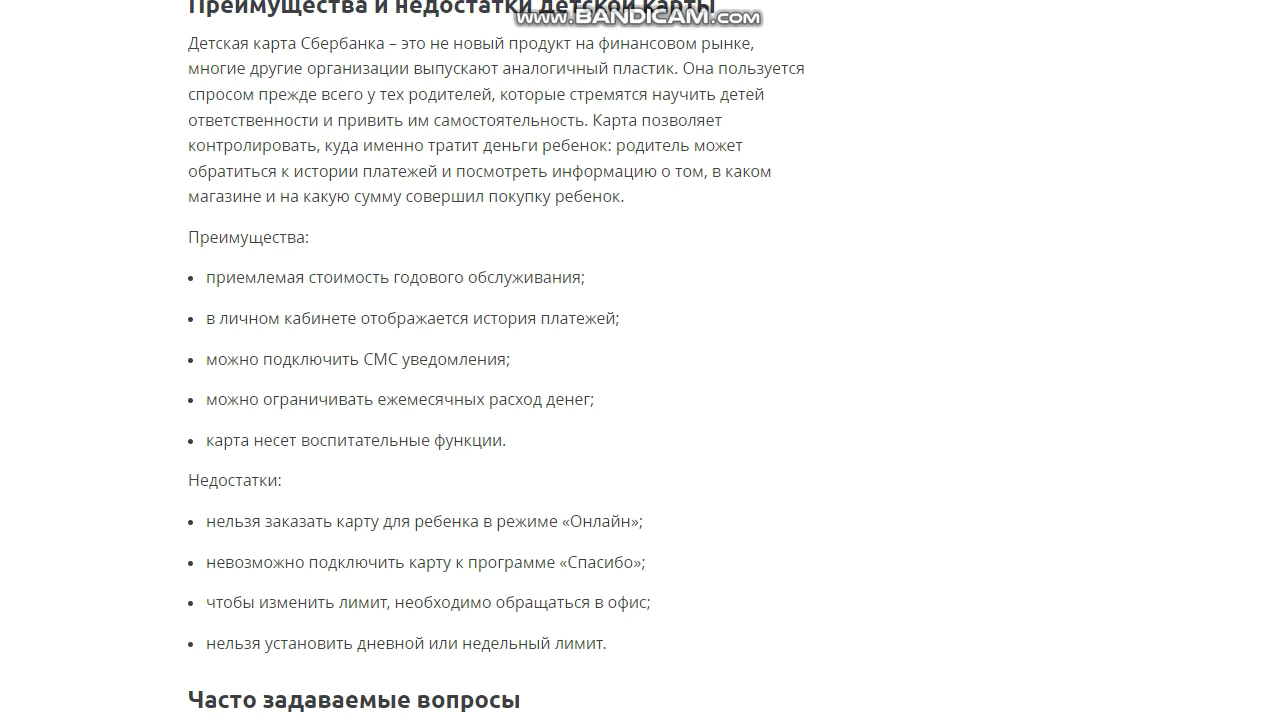 Преимущества и недостатки детской карты
www.BANDICAM.com
Детская карта Сбербанка – это не новый продукт на финансовом рынке,
многие другие организации выпускают аналогичный пластик. Она пользуется
спросом прежде всего у тех родителей, которые стремятся научить детей
ответственности и привить им самостоятельность. Карта позволяет
контролировать, куда именно тратит деньги ребенок: родитель может
обратиться к истории платежей и посмотреть информацию о том, в каком
магазине и на какую сумму совершил покупку ребенок.
Преимущества:
• приемлемая стоимость годового обслуживания;
• в личном кабинете отображается история платежей;
• можно подключить СМС уведомления;
• можно ограничивать ежемесячных расход денег;
• карта несет воспитательные функции.
Недостатки:
• нельзя заказать карту для ребенка в режиме «Онлайн»;
• невозможно подключить карту к программе «Спасибо»;
• чтобы изменить лимит, необходимо обращаться в офис;
• нельзя установить дневной или недельный лимит.
Часто задаваемые вопросы